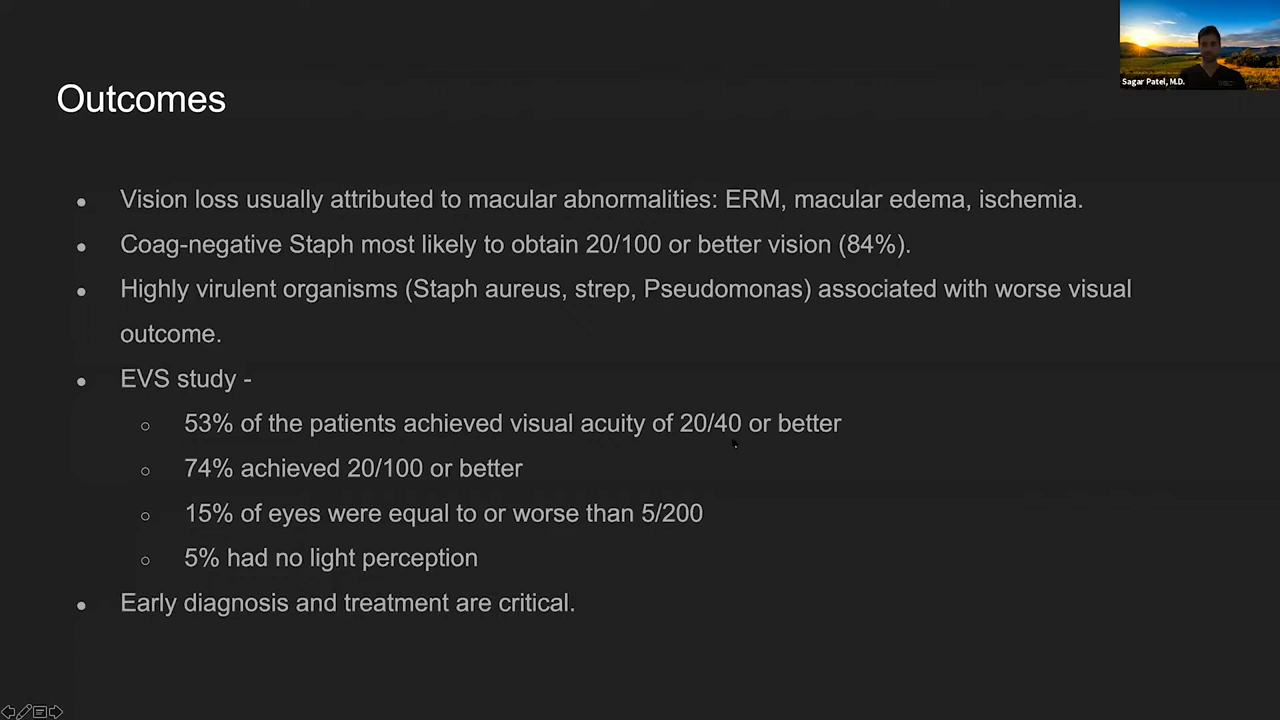 Sagar Patel, M.D.
Outcomes
● Vision loss usually attributed to macular abnormalities: ERM, macular edema, ischemia.
● Coag-negative Staph most likely to obtain 20/100 or better vision (84%).
● Highly virulent organisms (Staph aureus, strep, Pseudomonas) associated with worse visual
outcome.
● EVS study -
○ 53% of the patients achieved visual acuity of 20/40 or better
○ 74% achieved 20/100 or better
○ 15% of eyes were equal to or worse than 5/200
○ 5% had no light perception
● Early diagnosis and treatment are critical.